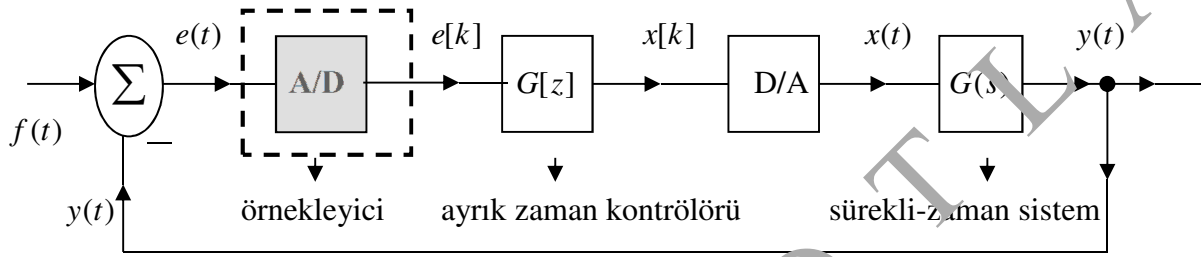 e(t) e[k] x[k] x(t) y(t)
Σ A/D G[z] D/A G(s)
f(t) −
y(t) örnekleyici ayrık zaman kontrölörü sürekli-zaman sistem
T L